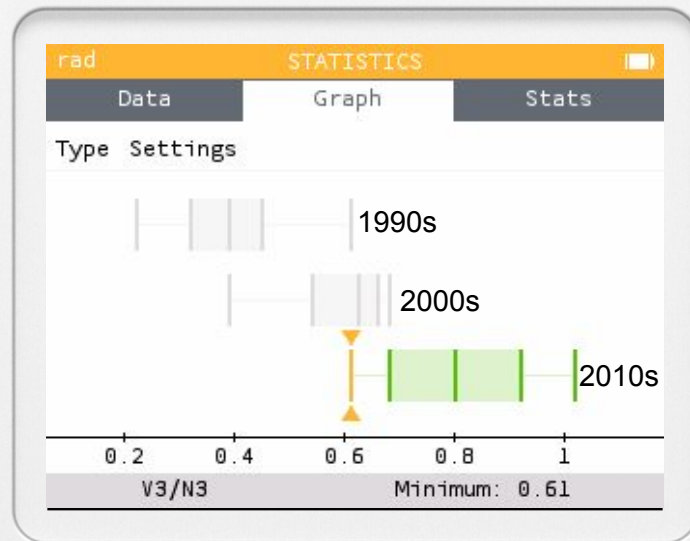 rad STATISTICS
Data Graph Stats
Type Settings
1990s
2000s
2010s
0.2 0.4 0.6 0.8 1
V3/N3 Minimum: 0.61